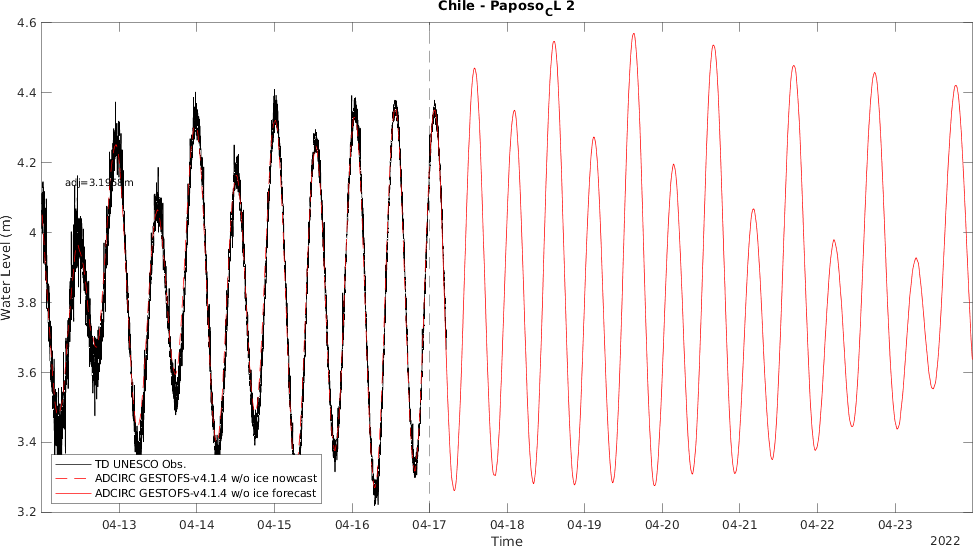 Chile - Paposo_CL 2
4.6
4.4
4.2
4
3.8
3.6
3.4
3.2
Water Level (m)
adj=3.1958m
TD UNESCO Obs.
ADCIRC GESTOFS-v4.1.4 w/o ice nowcast
ADCIRC GESTOFS-v4.1.4 w/o ice forecast
04-13 04-14 04-15 04-16 04-17 04-18 04-19 04-20 04-21 04-22 04-23
Time
2022